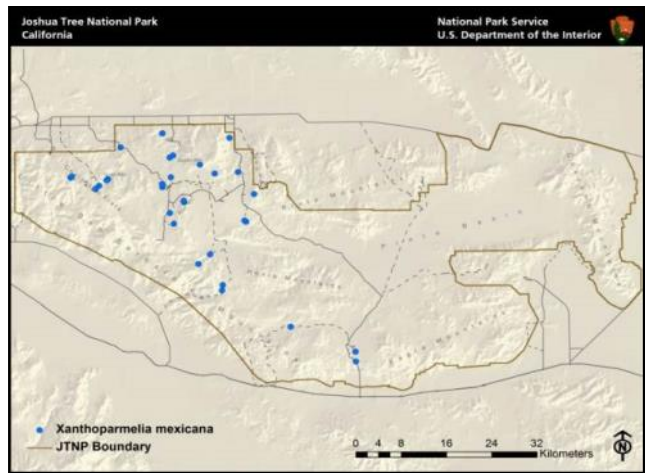 Joshua Tree National Park
California
National Park Service
U.S. Department of the Interior
Xanthoparmelia mexicana
JTNP Boundary
0 4 8 16 24 32
Kilometers
N